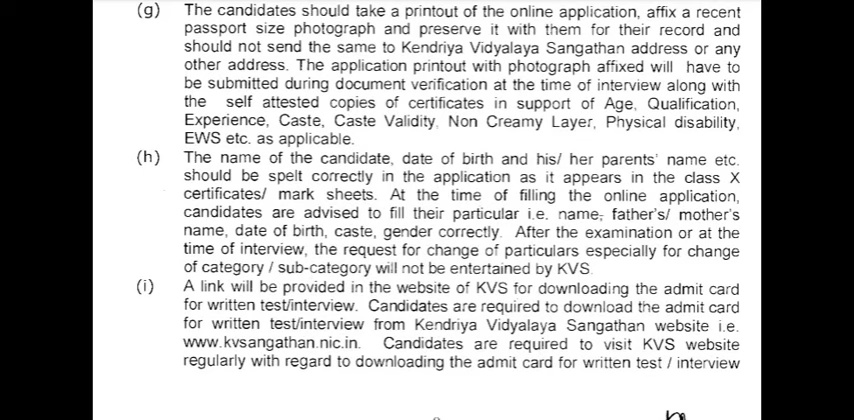 (g) The candidates should take a printout of the online application, affix a recent
passport size photograph and preserve it with them for their record and
should not send the same to Kendriya Vidyalaya Sangathan address or any
other address. The application printout with photograph affixed will have to
be submitted during document verification at the time of interview along with
the self attested copies of certificates in support of Age, Qualification,
Experience, Caste, Caste Validity, Non Creamy Layer, Physical disability,
EWS etc. as applicable.
(h) The name of the candidate, date of birth and his/ her parents' name etc.
should be spelt correctly in the application as it appears in the class X
certificates/ mark sheets. At the time of filling the online application,
candidates are advised to fill their particular i.e. name, father's/ mother's
name, date of birth, caste, gender correctly. After the examination or at the
time of interview, the request for change of particulars especially for change
of category / sub-category will not be entertained by KVS.
(i) A link will be provided in the website of KVS for downloading the admit card
for written test/interview. Candidates are required to download the admit card
for written test/interview from Kendriya Vidyalaya Sangathan website i.e.
www.kvsangathan.nic.in. Candidates are required to visit KVS website
regularly with regard to downloading the admit card for written test / interview